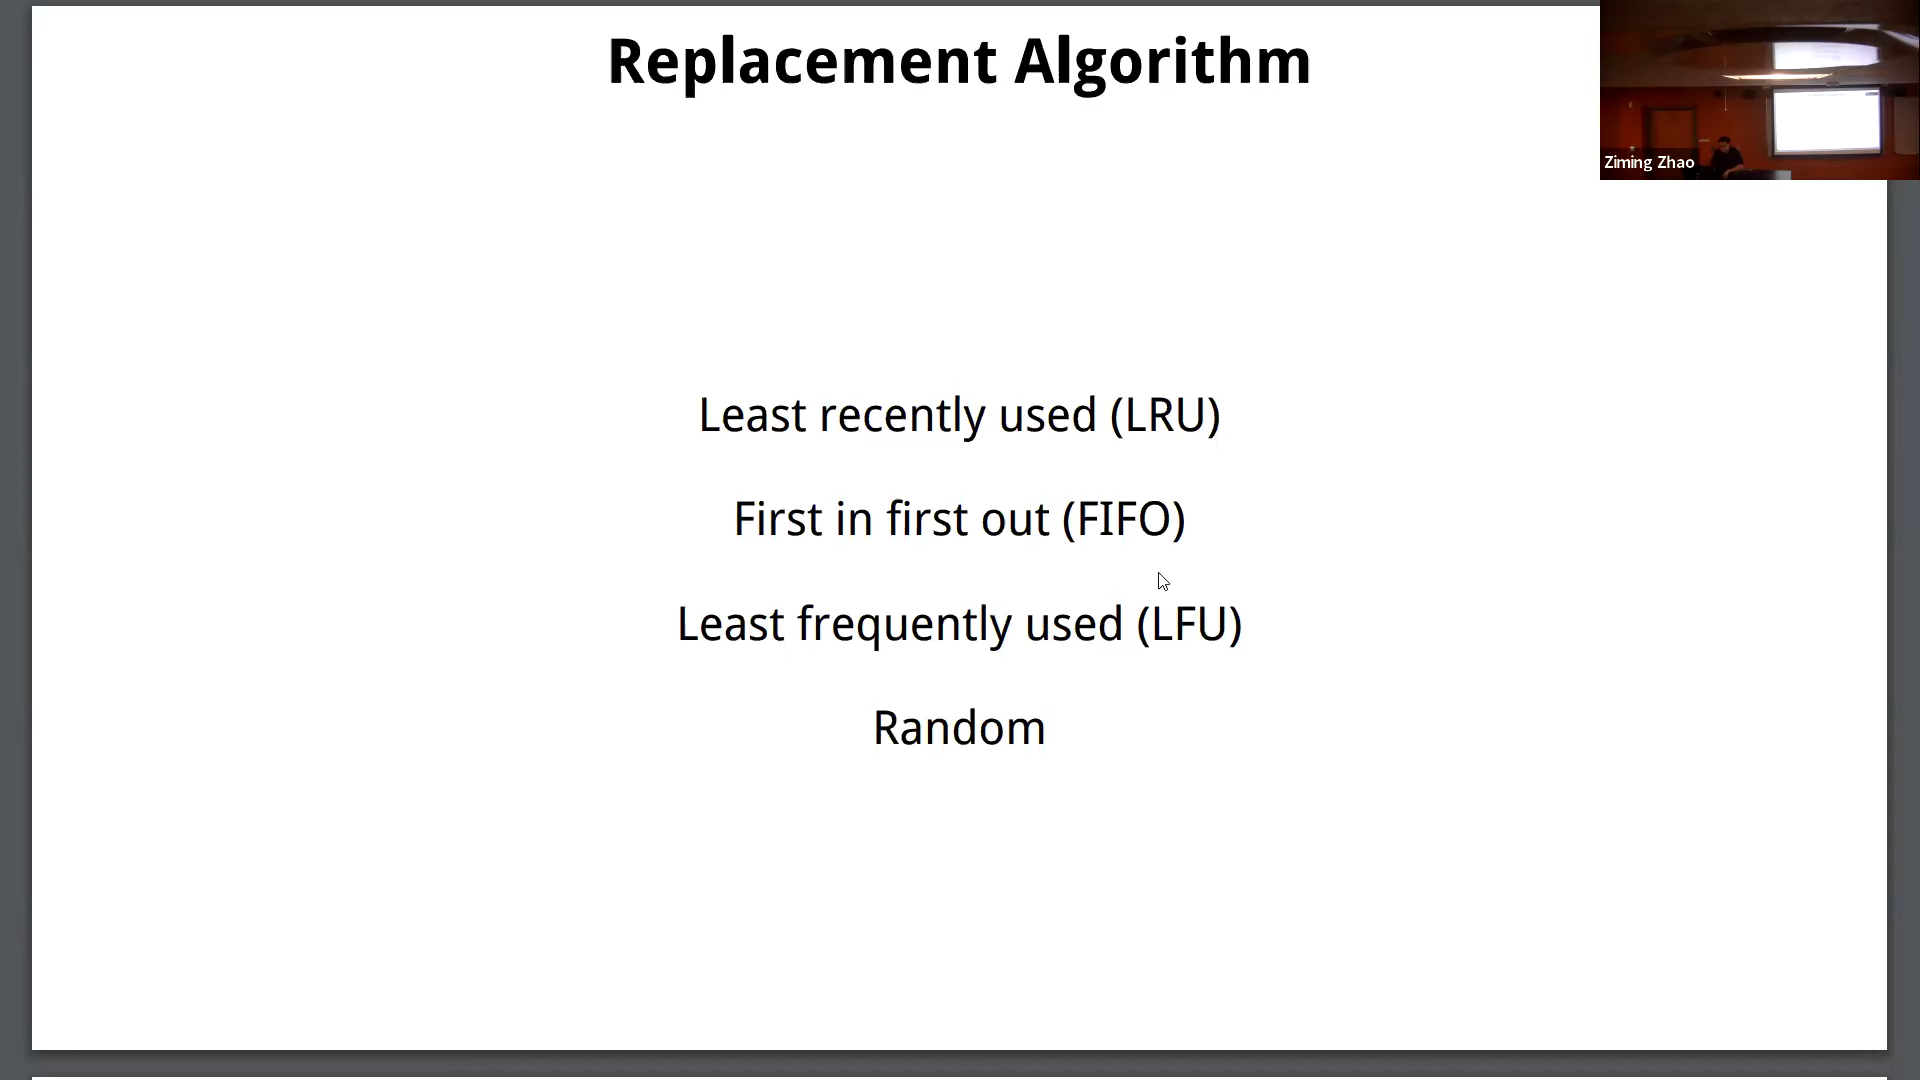 Replacement Algorithm
Ziming Zhao
Least recently used (LRU)
First in first out (FIFO)
Least frequently used (LFU)
Random